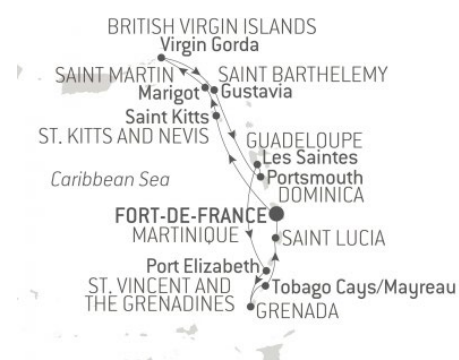 BRITISH VIRGIN ISLANDS
Virgin Gorda
SAINT MARTIN
SAINT BARTHELEMY
Marigot
Gustavia
Saint Kitts
ST. KITTS AND NEVIS
GUADELOUPE
Les Saintes
Caribbean Sea
Portsmouth
DOMINICA
FORT-DE-FRANCE
MARTINIQUE
SAINT LUCIA
Port Elizabeth
ST. VINCENT AND
THE GRENADINES
Tobago Cays/Mayreau
GRENADA